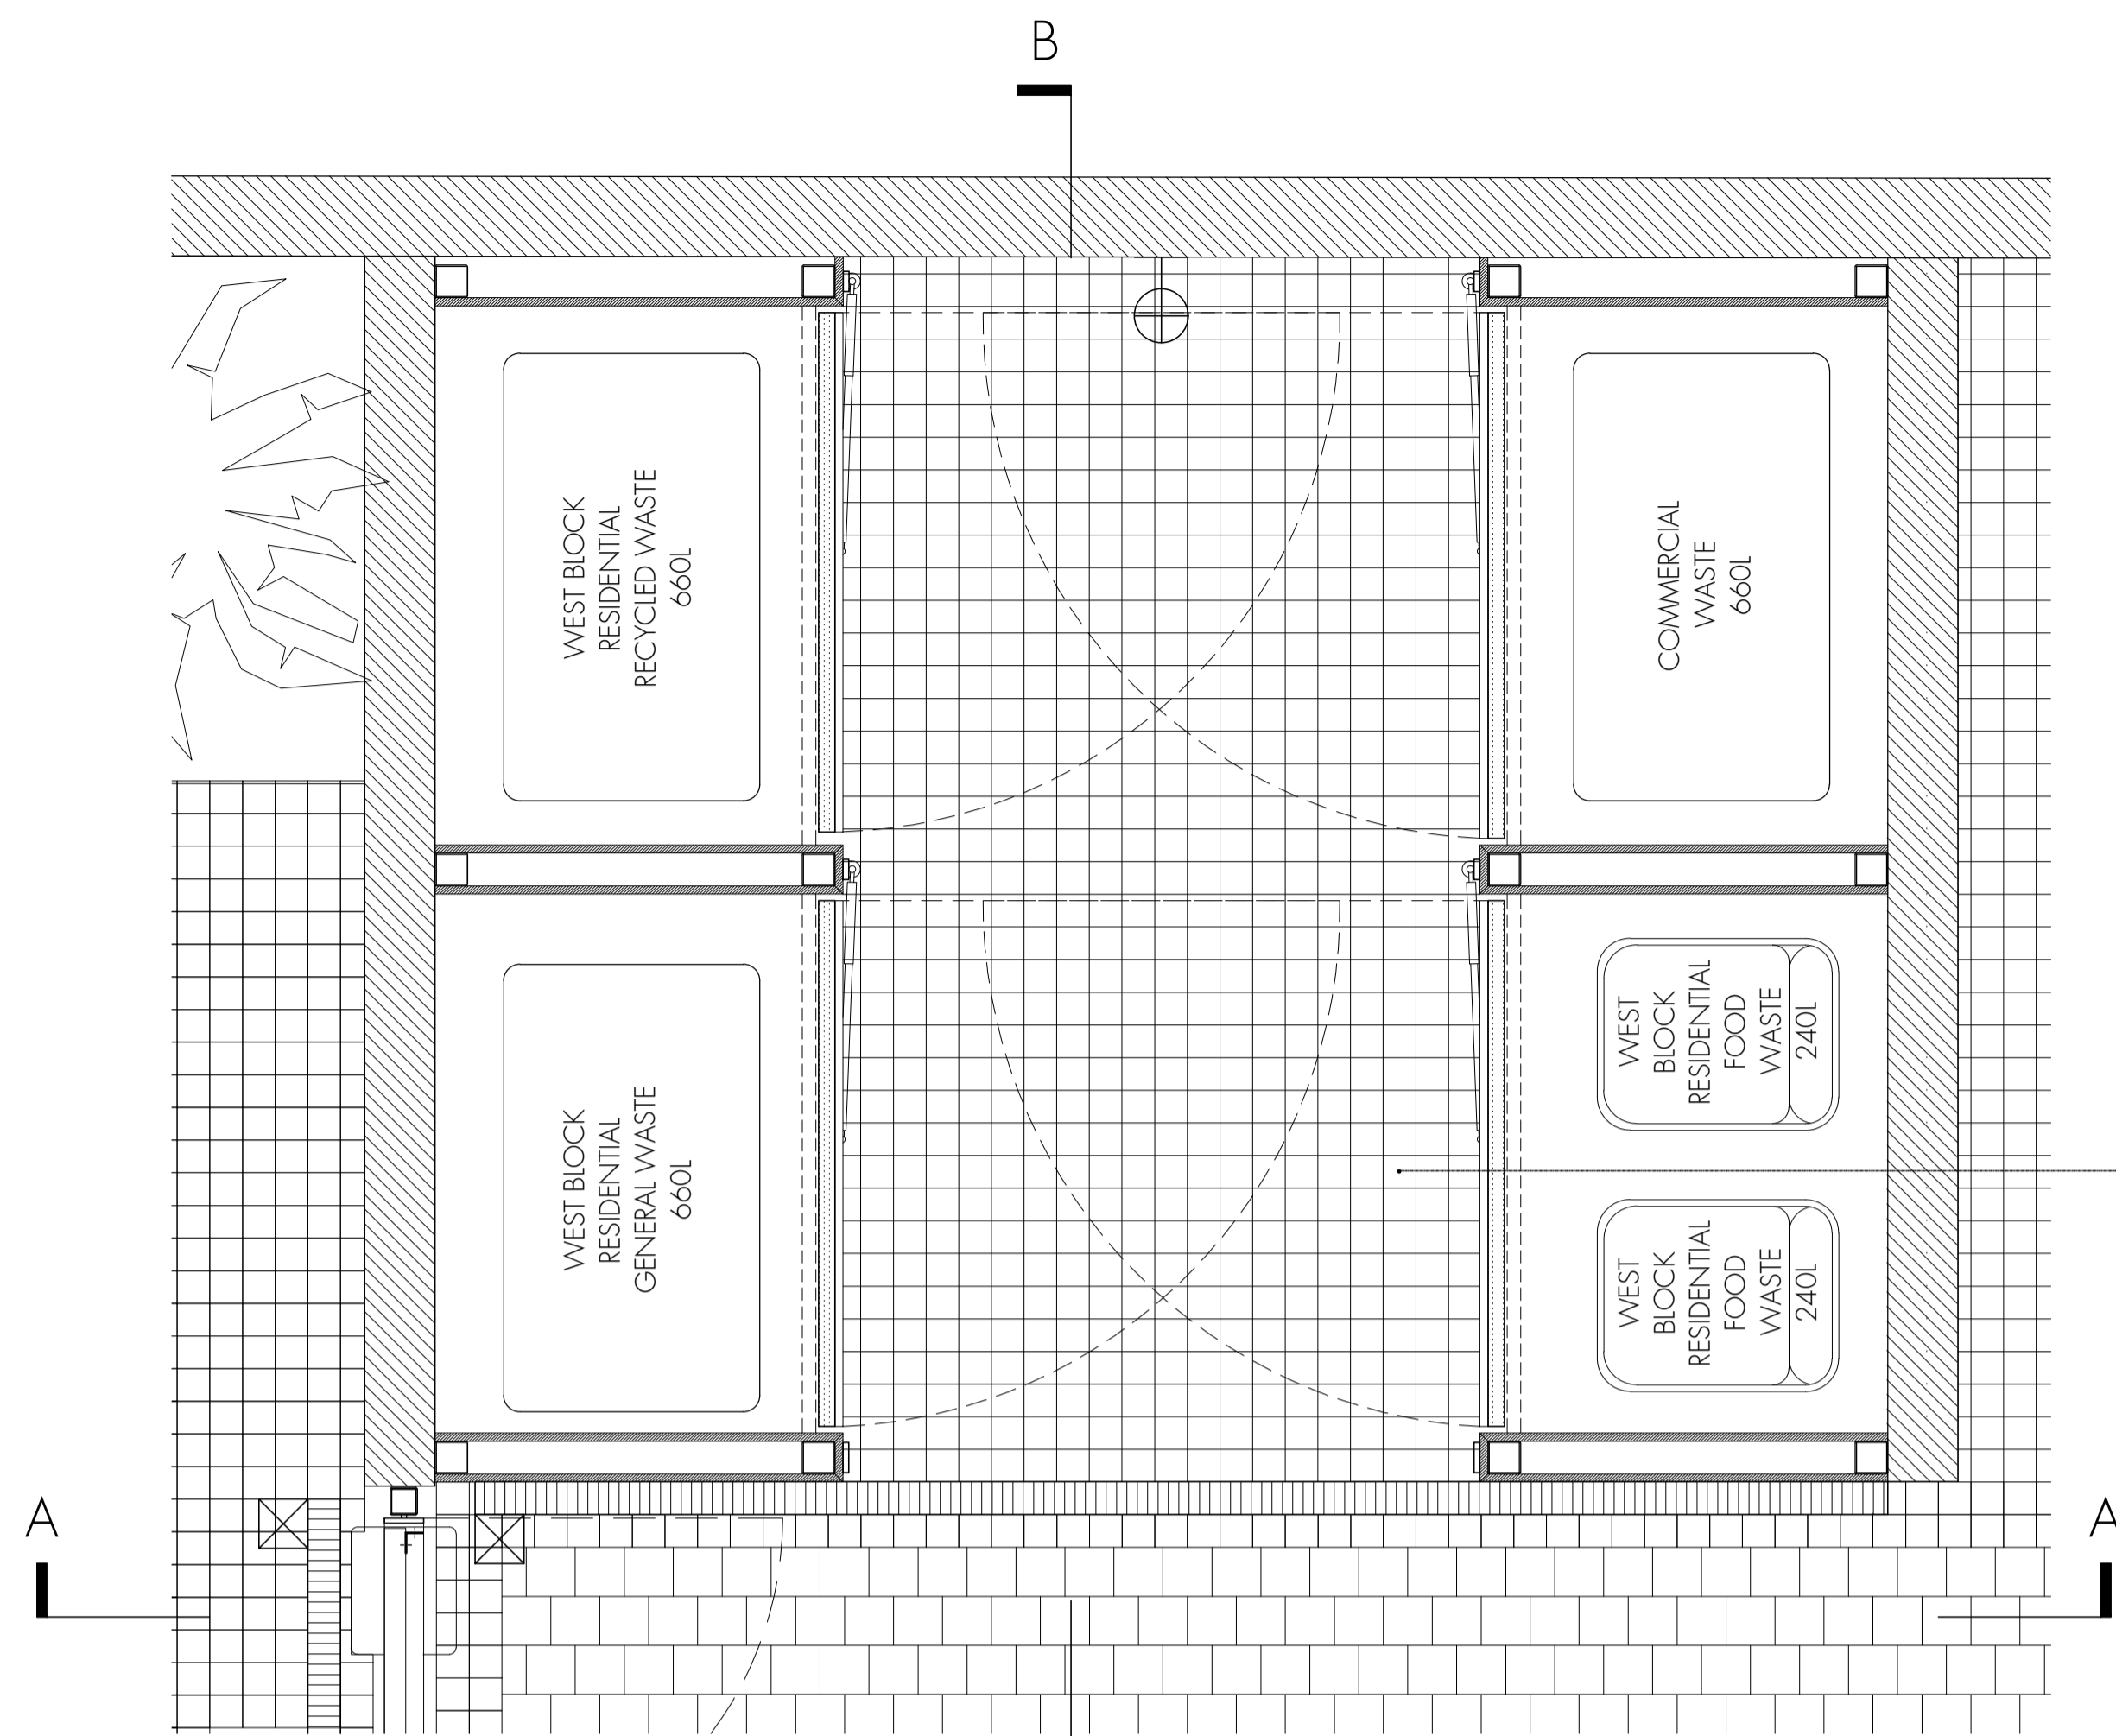 B
WEST BLOCK
RESIDENTIAL
RECYCLED WASTE
660L
COMMERCIAL
WASTE
660L
WEST BLOCK
RESIDENTIAL
GENERAL WASTE
660L
WEST
BLOCK
RESIDENTIAL
FOOD
WASTE
240L
WEST
BLOCK
RESIDENTIAL
FOOD
WASTE
240L
A
A